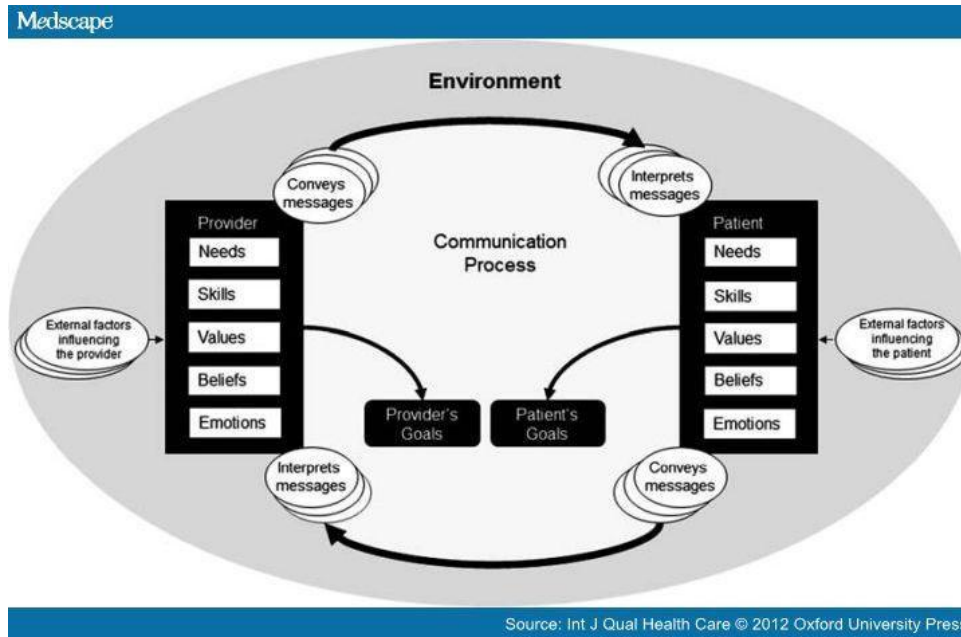 Medscape
Environment
Conveys
messages
Interprets
messages
Provider
Needs
Skills
Values
Beliefs
Emotions
Communication
Process
Patient
Needs
Skills
Values
Beliefs
Emotions
External factors
influencing
the provider
External factors
influencing
the patient
Provider's
Goals
Patient's
Goals
Interprets
messages
Conveys
messages
Source: Int J Qual Health Care © 2012 Oxford University Press